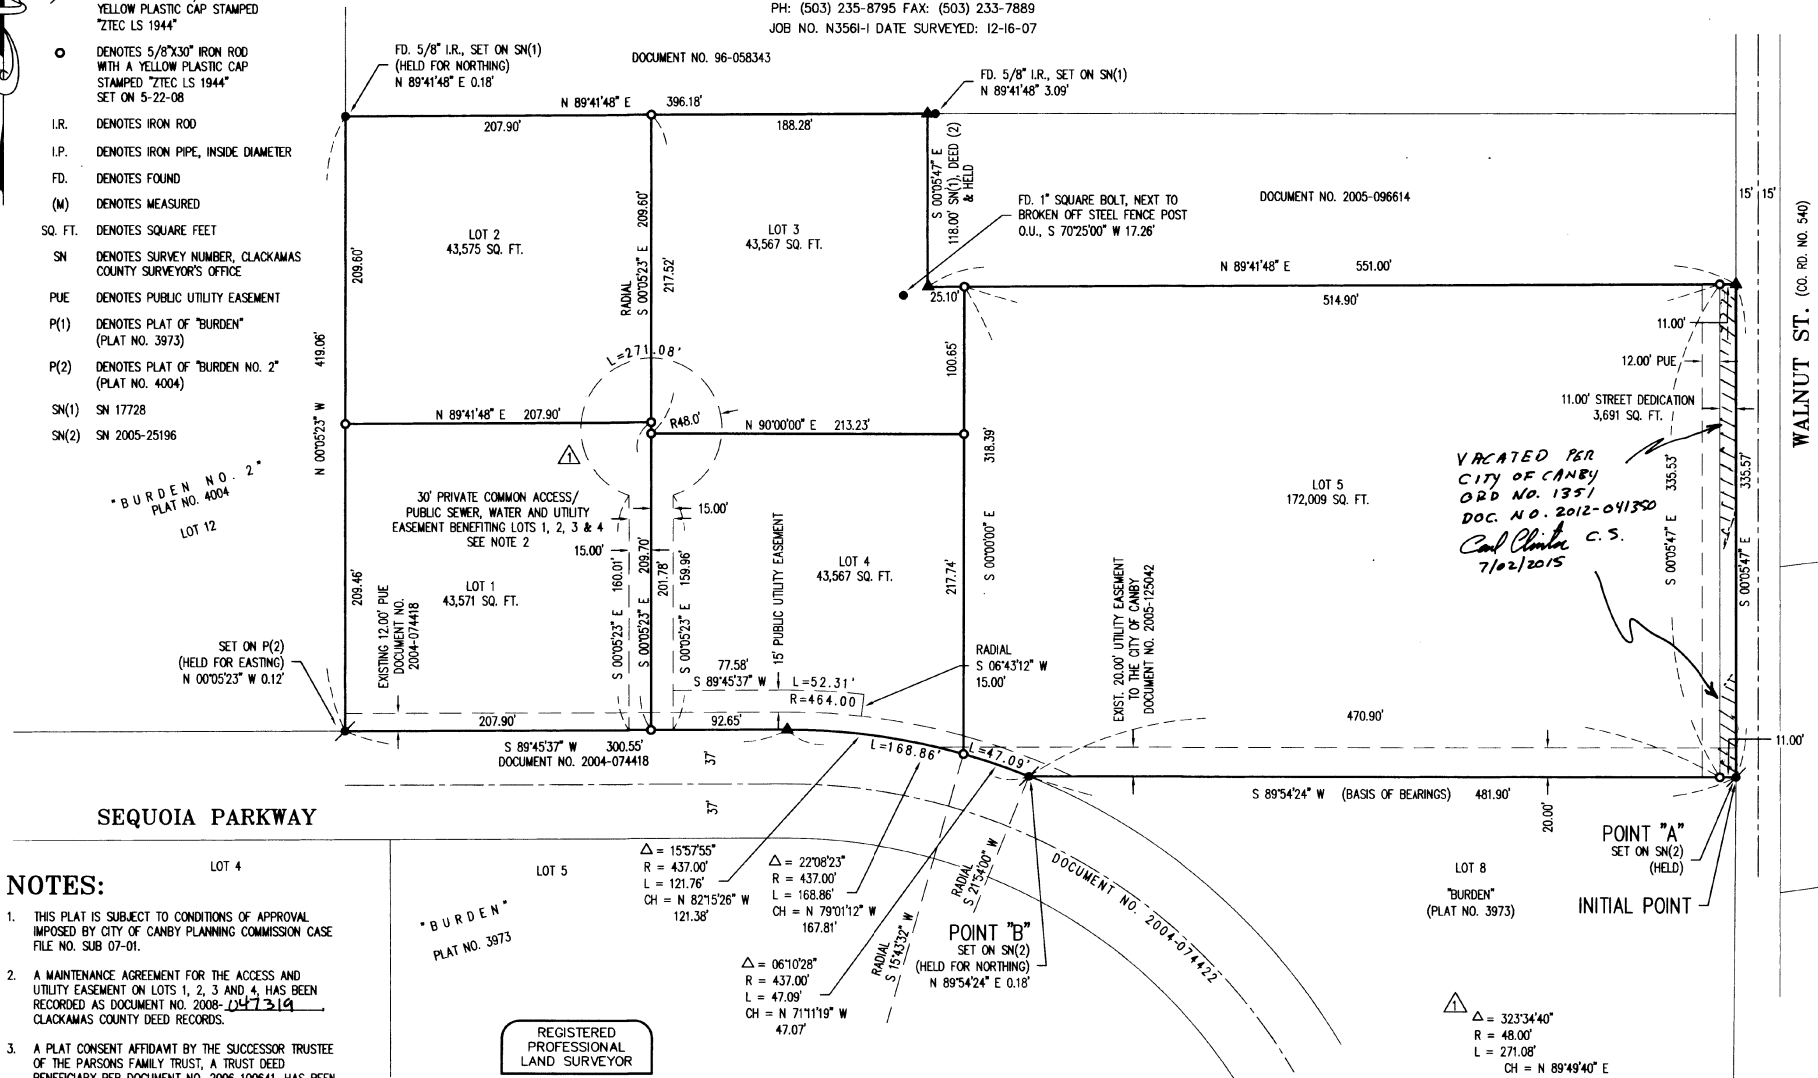 YELLOW PLASTIC CAP STAMPED
"ZTEC LS 1944"
DENOTES 5/8"X30" IRON ROD
WITH A YELLOW PLASTIC CAP
STAMPED "ZTEC LS 1944"
SET ON 5-22-08
I.R. DENOTES IRON ROD
I.P. DENOTES IRON PIPE, INSIDE DIAMETER
FD. DENOTES FOUND
(M) DENOTES MEASURED
SQ. FT. DENOTES SQUARE FEET
SN DENOTES SURVEY NUMBER, CLACKAMAS
COUNTY SURVEYOR'S OFFICE
PUE DENOTES PUBLIC UTILITY EASEMENT
P(1) DENOTES PLAT OF "BURDEN"
(PLAT NO. 3973)
P(2) DENOTES PLAT OF "BURDEN NO. 2"
(PLAT NO. 4004)
SN(1) SN 17728
SN(2) SN 2005-25196
PH: (503) 235-8795 FAX: (503) 233-7889
JOB NO. N3561-1 DATE SURVEYED: 12-16-07
FD. 5/8" I.R., SET ON SN(1)
(HELD FOR NORTHING)
N 89°41'48" E 0.18'
DOCUMENT NO. 96-058343
FD. 5/8" I.R., SET ON SN(1)
N 89°41'48" 3.09'
N 89°41'48" E 396.18'
207.90'
188.28'
S 00°05'47" E
118.00' SN(1), DEED (2)
& HELD
FD. 1" SQUARE BOLT, NEXT TO
BROKEN OFF STEEL FENCE POST
O.U., S 70°25'00" W 17.26'
DOCUMENT NO. 2005-096614
15' 15'
WALNUT ST. (CO. RD. NO. 540)
LOT 2
43,575 SQ. FT.
LOT 3
43,567 SQ. FT.
209.60'
RADIAL
S 00°05'23" E 209.60'
217.52'
N 89°41'48" E 551.00'
25.10'
514.90'
11.00'
12.00' PUE
11.00' STREET DEDICATION
3,691 SQ. FT.
N 00°05'23" W 419.06'
L=271.08'
R48.0'
100.65'
N 89°41'48" E 207.90'
N 90°00'00" E 213.23'
1
S 00°00'00" E 318.39'
"BURDEN NO. 2"
PLAT NO. 4004
LOT 12
30' PRIVATE COMMON ACCESS/
PUBLIC SEWER, WATER AND UTILITY
EASEMENT BENEFITING LOTS 1, 2, 3 & 4
SEE NOTE 2
15.00'
15.00'
LOT 5
172,009 SQ. FT.
VACATED PER
CITY OF CANBY
ORD NO. 1351
DOC. NO. 2012-041350
Carl Clinton C.S.
7/02/2015
S 00°05'47" E 335.53'
S 00°05'47" E 335.57'
LOT 1
43,571 SQ. FT.
LOT 4
43,567 SQ. FT.
209.46'
EXISTING 12.00' PUE
DOCUMENT NO.
2004-074418
S 00°05'23" E 160.01'
S 00°05'23" E 209.70'
201.78'
S 00°05'23" E 159.96'
15' PUBLIC UTILITY EASEMENT
217.74'
EXIST. 20.00' UTILITY EASEMENT
TO THE CITY OF CANBY
DOCUMENT NO. 2005-125042
SET ON P(2)
(HELD FOR EASTING)
N 00°05'23" W 0.12'
77.58'
S 89°45'37" W
L=52.31'
R=464.00
RADIAL
S 06°43'12" W
15.00'
207.90'
92.65'
S 89°45'37" W 300.55'
DOCUMENT NO. 2004-074418
37'
37'
L=168.86'
L=47.09'
470.90'
11.00'
S 89°54'24" W (BASIS OF BEARINGS) 481.90'
20.00'
SEQUOIA PARKWAY
POINT "A"
SET ON SN(2)
(HELD)
INITIAL POINT
LOT 4
LOT 5
"BURDEN"
PLAT NO. 3973
Δ = 15°57'55"
R = 437.00'
L = 121.76'
CH = N 82°15'26" W
121.38'
Δ = 22°08'23"
R = 437.00'
L = 168.86'
CH = N 79°01'12" W
167.81'
Δ = 06°10'28"
R = 437.00'
L = 47.09'
CH = N 71°11'19" W
47.07'
RADIAL
S 15°43'32" W
RADIAL
S 21°54'00" W
POINT "B"
SET ON SN(2)
(HELD FOR NORTHING)
N 89°54'24" E 0.18'
DOCUMENT NO. 2004-074422
LOT 8
"BURDEN"
(PLAT NO. 3973)
1
Δ = 323°34'40"
R = 48.00'
L = 271.08'
CH = N 89°49'40" E
NOTES:
1. THIS PLAT IS SUBJECT TO CONDITIONS OF APPROVAL
IMPOSED BY CITY OF CANBY PLANNING COMMISSION CASE
FILE NO. SUB 07-01.
2. A MAINTENANCE AGREEMENT FOR THE ACCESS AND
UTILITY EASEMENT ON LOTS 1, 2, 3 AND 4, HAS BEEN
RECORDED AS DOCUMENT NO. 2008-047319
CLACKAMAS COUNTY DEED RECORDS.
3. A PLAT CONSENT AFFIDAVIT BY THE SUCCESSOR TRUSTEE
OF THE PARSONS FAMILY TRUST, A TRUST DEED
BENEFICIARY PER DOCUMENT NO. 2006-100641, HAS BEEN
REGISTERED
PROFESSIONAL
LAND SURVEYOR